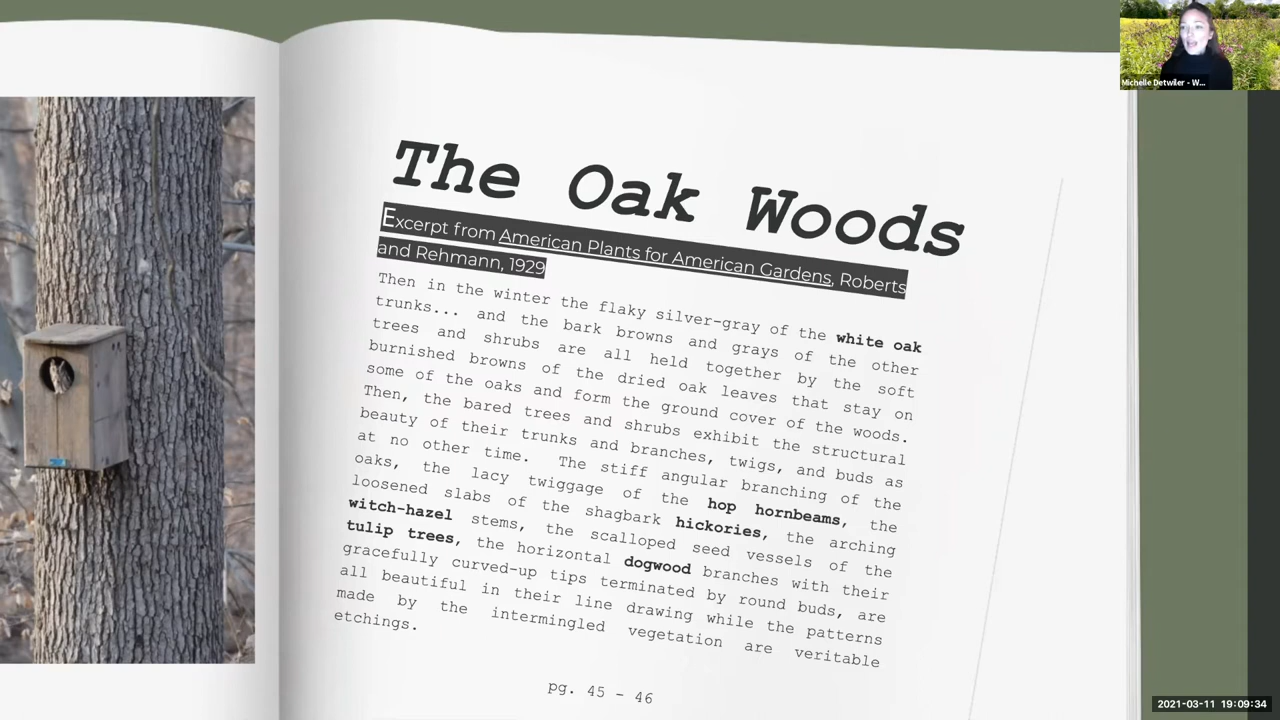 Michelle Detwiler - W...
The Oak Woods
Excerpt from American Plants for American Gardens, Roberts
and Rehmann, 1929
Then in the winter the flaky silver-gray of the white oak
trunks... and the bark browns and grays of the other
trees and shrubs are all held together by the soft
burnished browns of the dried oak leaves that stay on
some of the oaks and form the ground cover of the woods.
Then, the bared trees and shrubs exhibit the structural
beauty of their trunks and branches, twigs, and buds as
at no other time. The stiff angular branching of the
oaks, the lacy twiggage of the hop hornbeams, the
loosened slabs of the shagbark hickories, the arching
witch-hazel stems, the scalloped seed vessels of the
tulip trees, the horizontal dogwood branches with their
gracefully curved-up tips terminated by round buds, are
all beautiful in their line drawing while the patterns
made by the intermingled vegetation are veritable
etchings.
pg. 45 - 46
2021-03-11 19:09:34